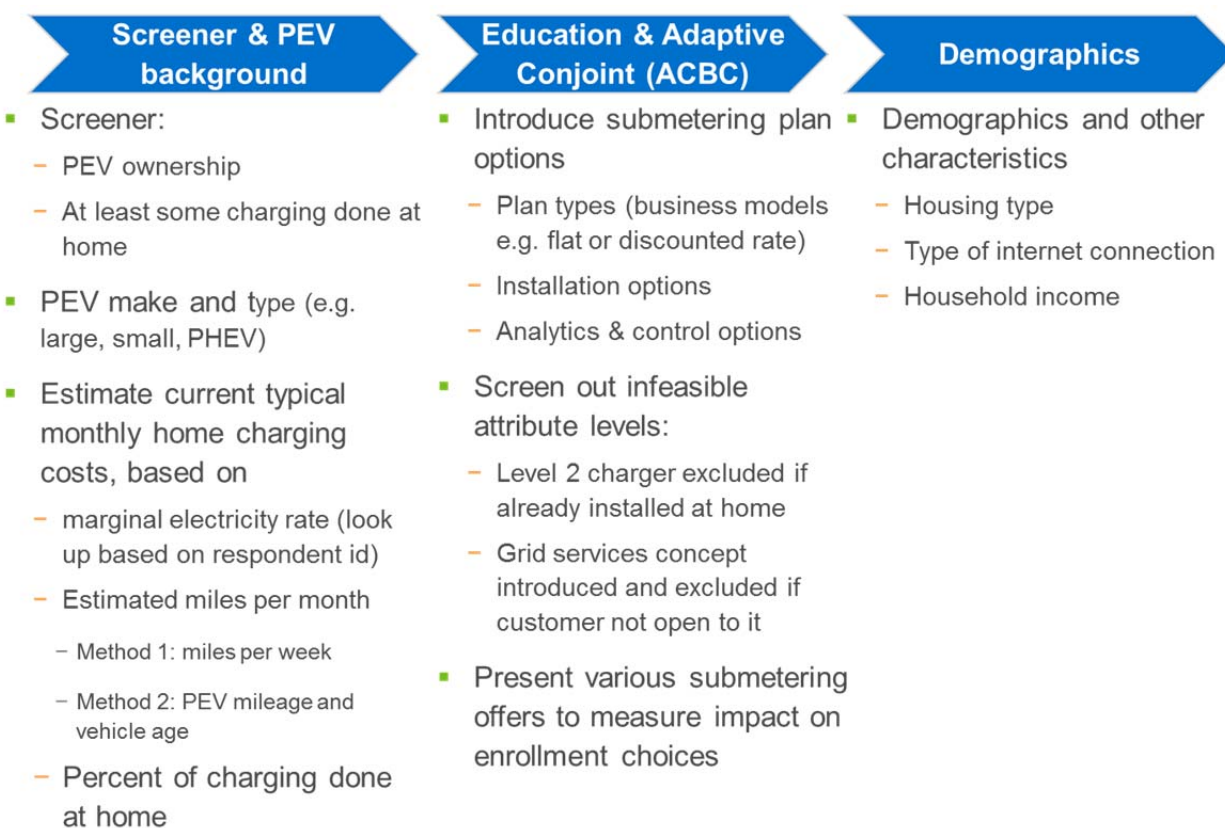 Screener & PEV
background
▪ Screener:
− PEV ownership
− At least some charging done at
home
▪ PEV make and type (e.g.
large, small, PHEV)
▪ Estimate current typical
monthly home charging
costs, based on
− marginal electricity rate (look
up based on respondent id)
− Estimated miles per month
− Method 1: miles per week
− Method 2: PEV mileage and
vehicle age
− Percent of charging done
at home
Education & Adaptive
Conjoint (ACBC)
▪ Introduce submetering plan
options
− Plan types (business models
e.g. flat or discounted rate)
− Installation options
− Analytics & control options
▪ Screen out infeasible
attribute levels:
− Level 2 charger excluded if
already installed at home
− Grid services concept
introduced and excluded if
customer not open to it
▪ Present various submetering
offers to measure impact on
enrollment choices
Demographics
▪ Demographics and other
characteristics
− Housing type
− Type of internet connection
− Household income